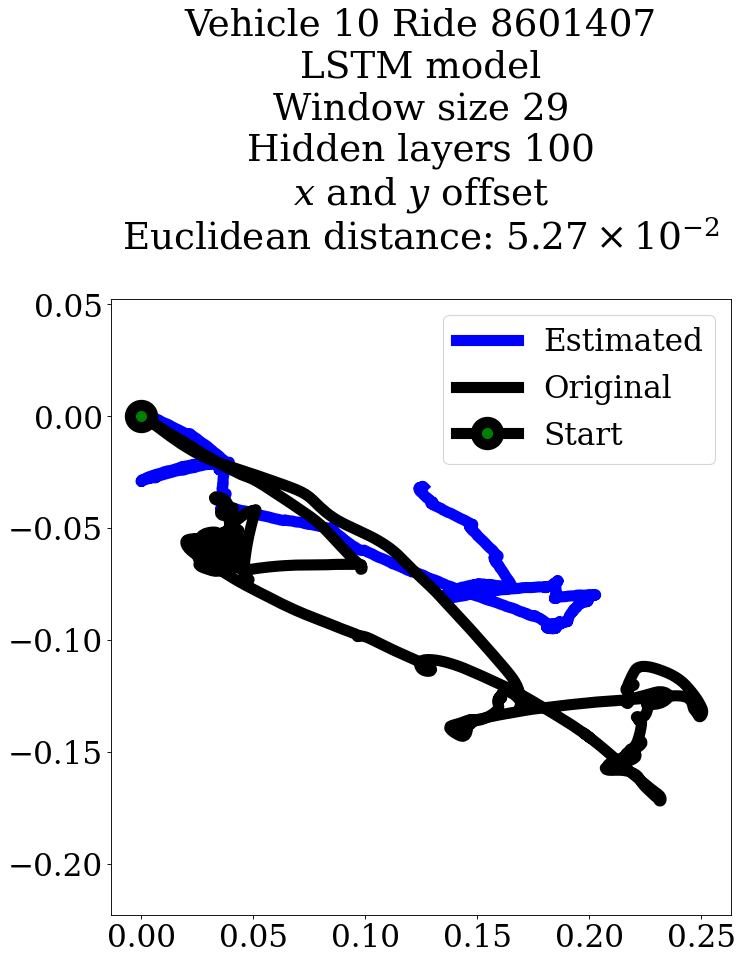 Vehicle 10 Ride 8601407
LSTM model
Window size 29
Hidden layers 100
x and y offset
Euclidean distance: 5.27 × 10⁻²
Estimated
Original
Start
0.05
0.00
−0.05
−0.10
−0.15
−0.20
0.00 0.05 0.10 0.15 0.20 0.25